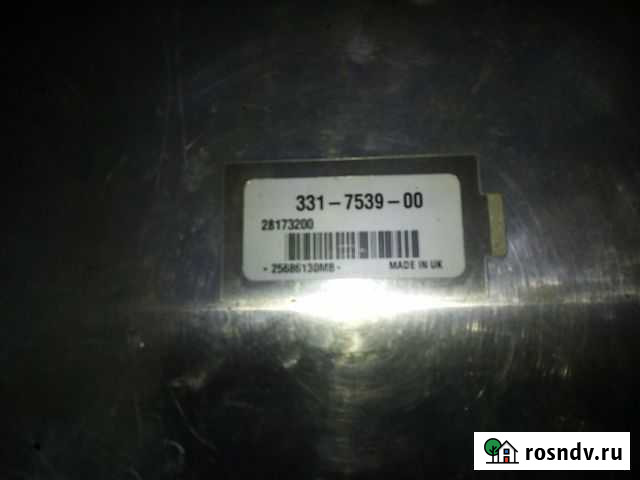 331-7539-00
28173200
- 25686130MB -
MADE IN UK
rosndv.ru